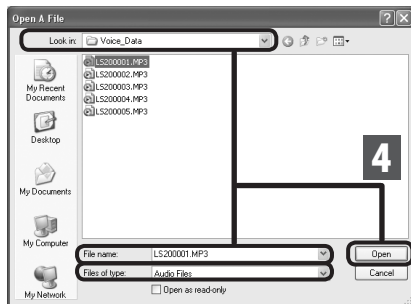 Open A File
Look in: Voice_Data
LS200001.MP3
LS200002.MP3
LS200003.MP3
LS200004.MP3
LS200005.MP3
My Recent
Documents
Desktop
My Documents
My Computer
My Network
4
File name: LS200001.MP3 Open
Files of type: Audio Files Cancel
Open as read-only